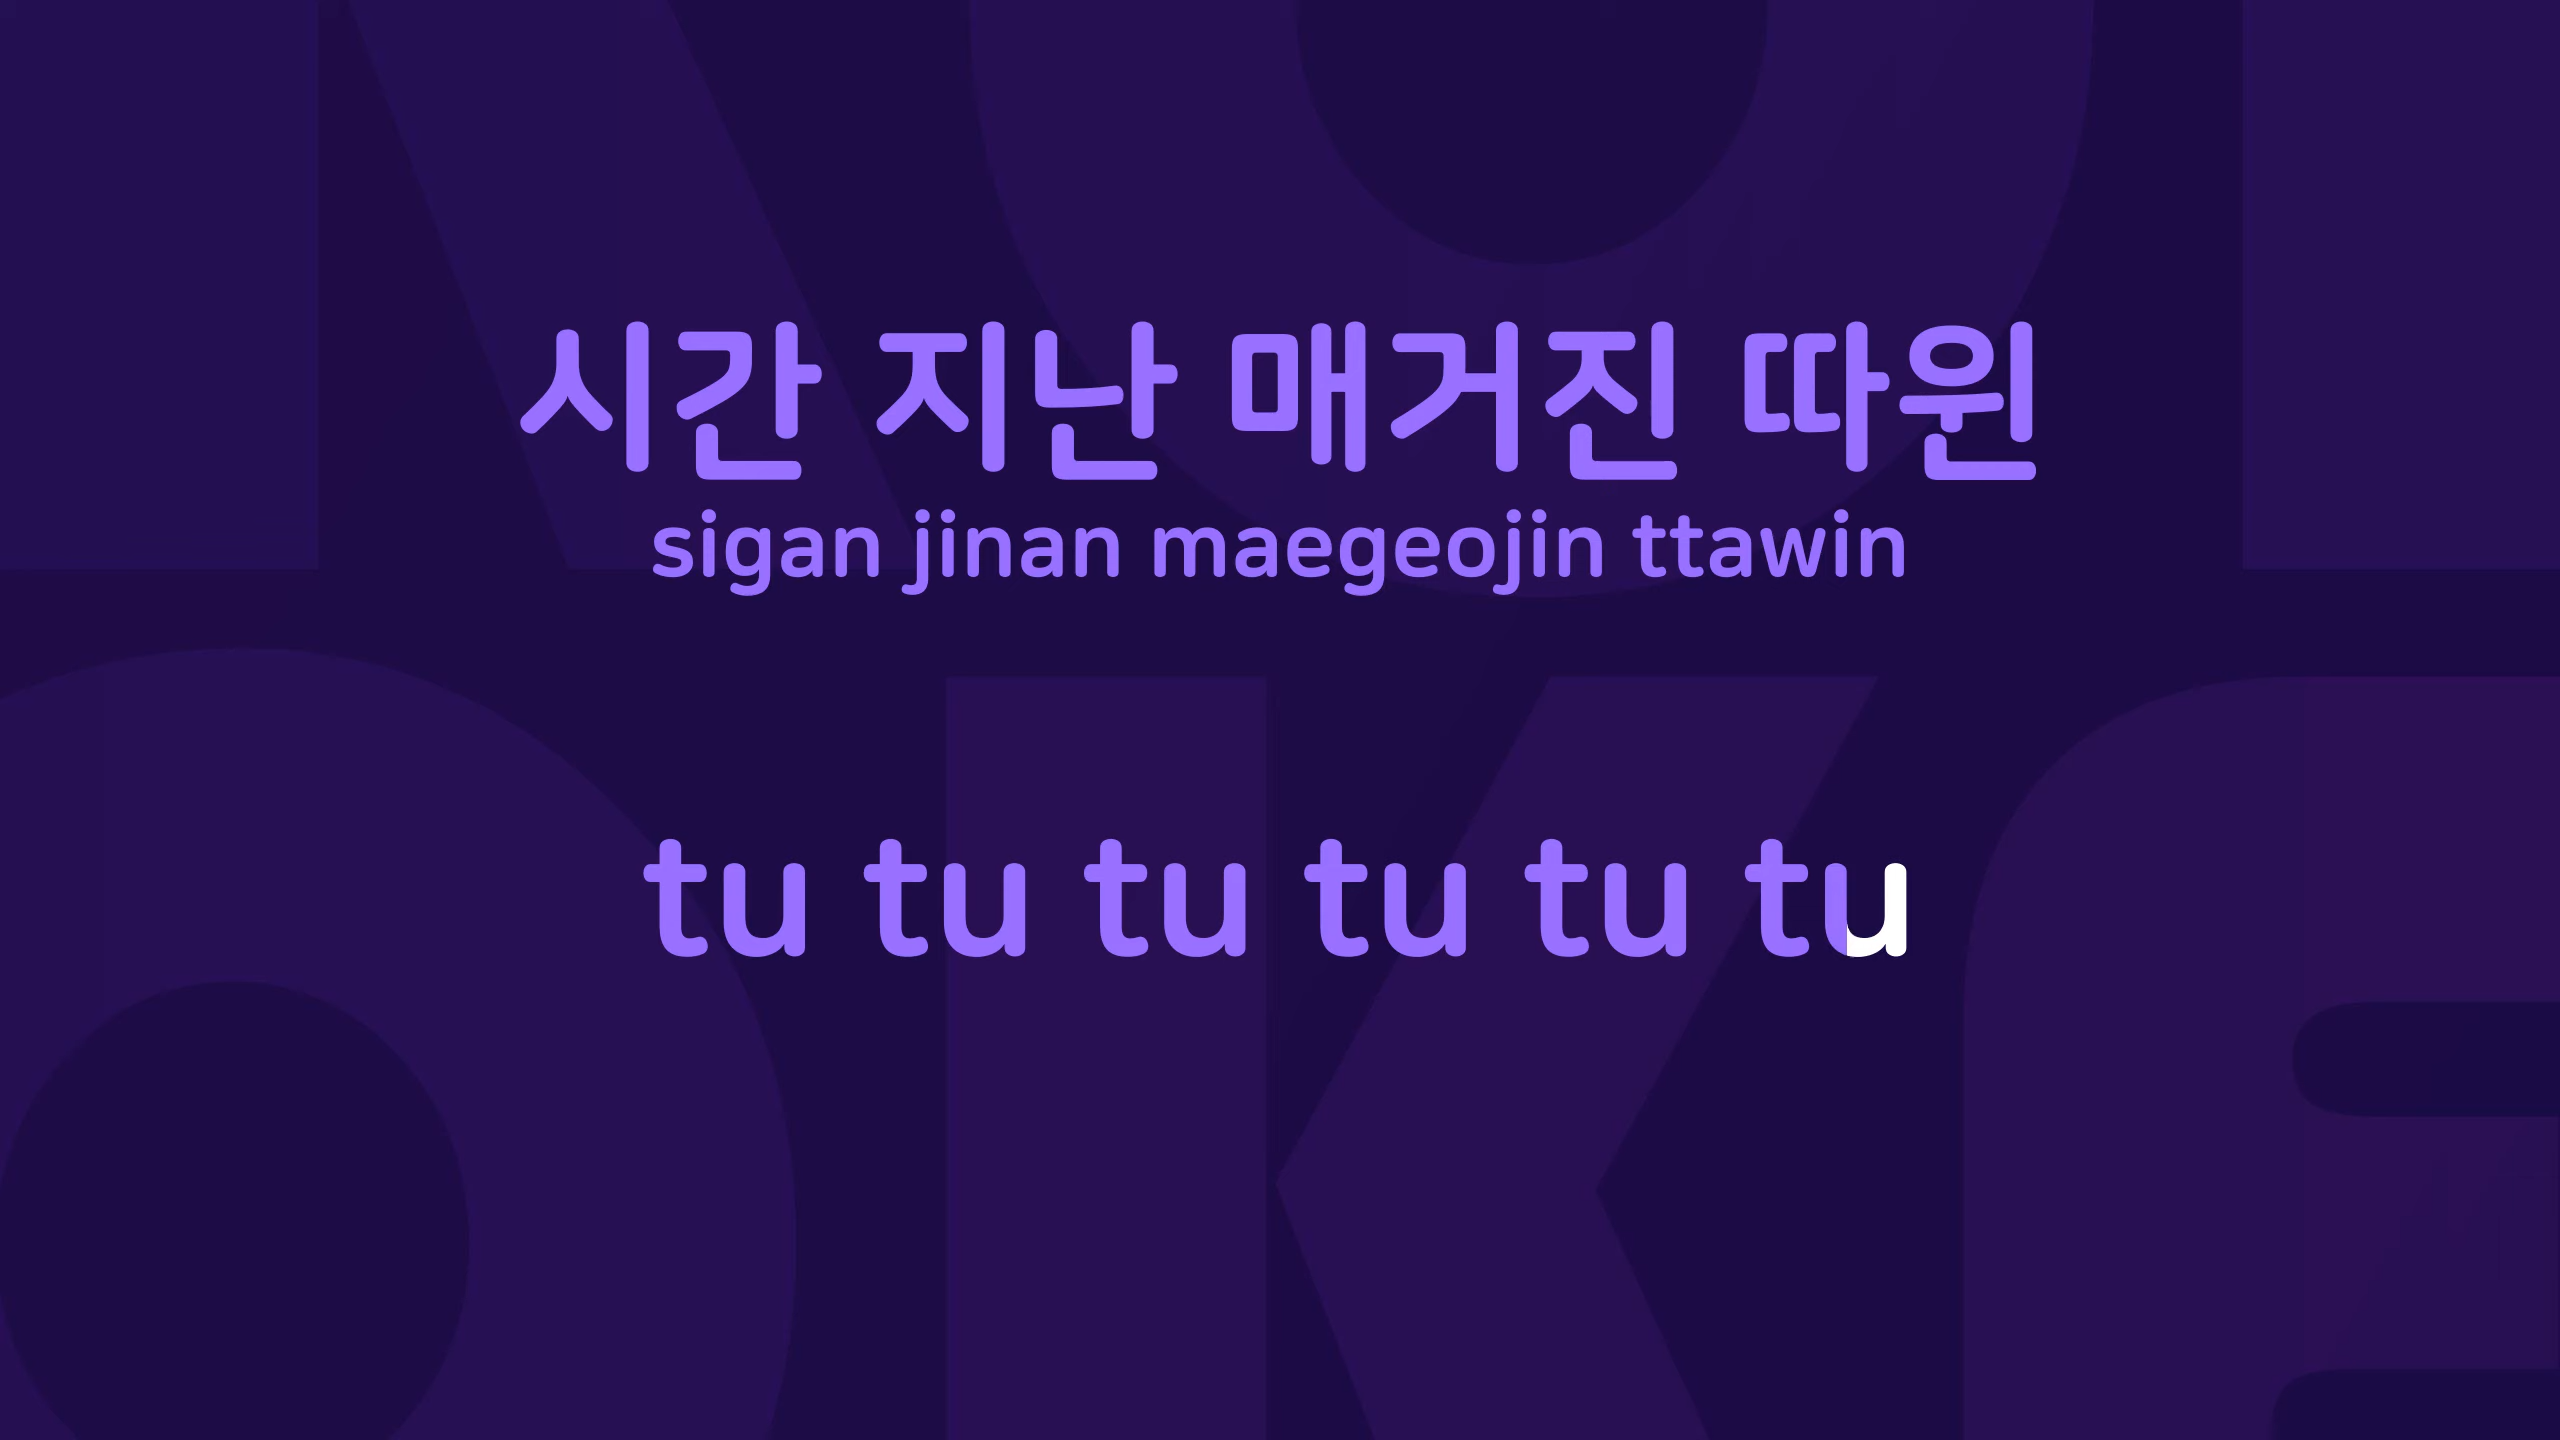 시간 지난 매거진 따윈
sigan jinan maegeojin ttawin
tu tu tu tu tu tu